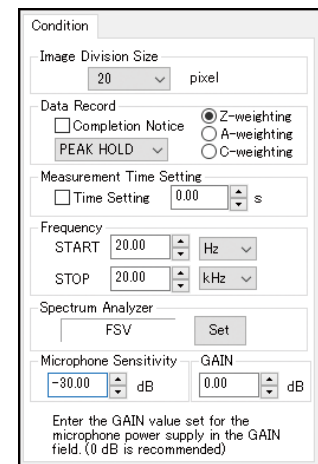 Condition
Image Division Size
20 pixel
Data Record
Completion Notice
PEAK HOLD
Z-weighting
A-weighting
C-weighting
Measurement Time Setting
Time Setting 0.00 s
Frequency
START 20.00 Hz
STOP 20.00 kHz
Spectrum Analyzer
FSV Set
Microphone Sensitivity GAIN
-30.00 dB 0.00 dB
Enter the GAIN value set for the
microphone power supply in the GAIN
field. (0 dB is recommended)